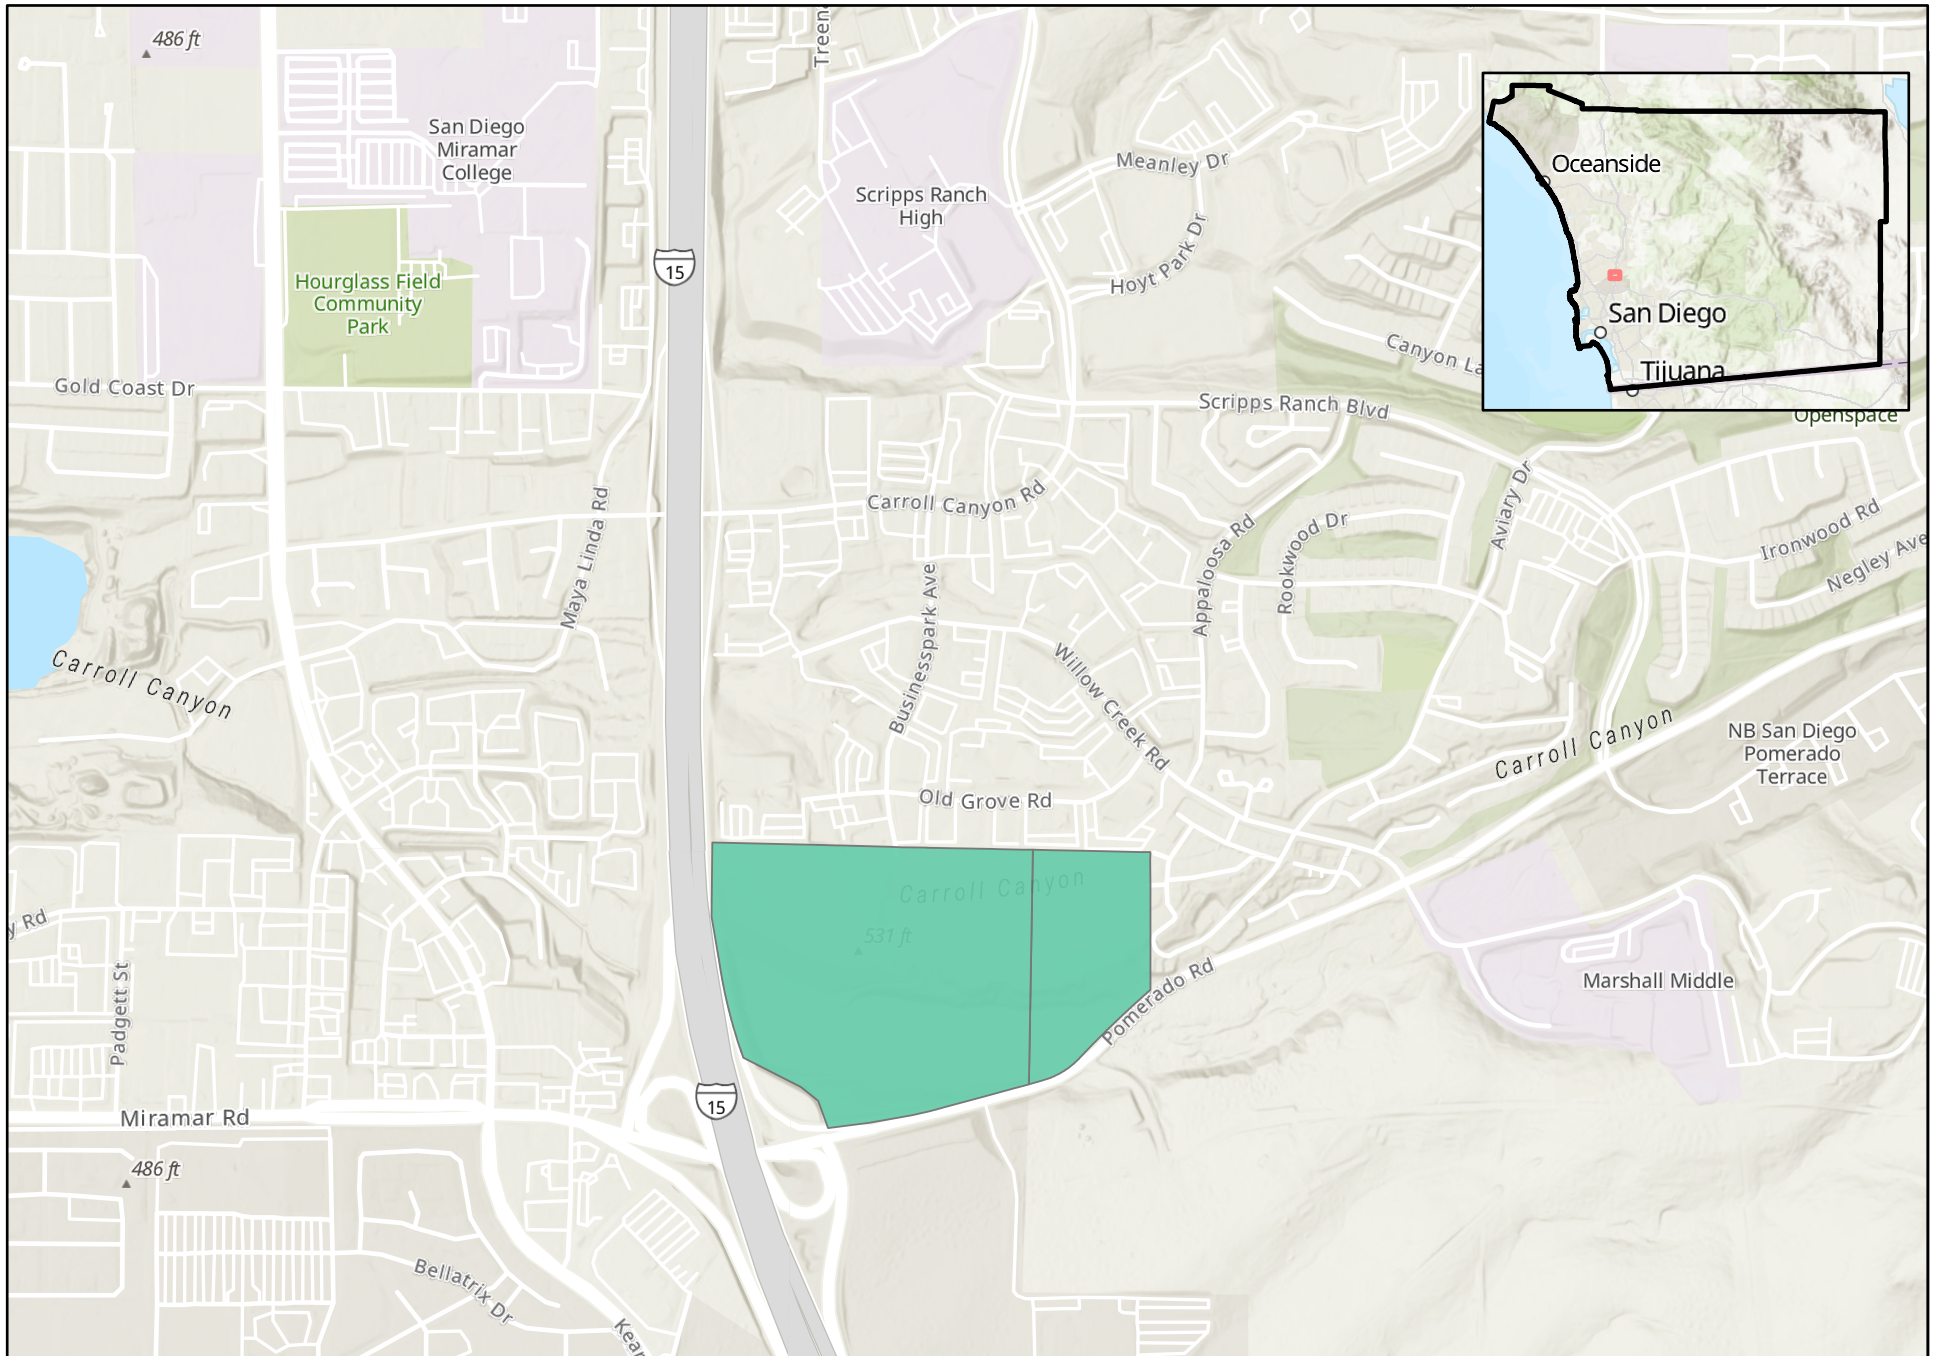 486 ft
Treen
San Diego
Miramar
College
Scripps Ranch
High
Meanley Dr
Hoyt Park Dr
15
Hourglass Field
Community
Park
Oceanside
San Diego
Tijuana
Canyon La
Openspace
Gold Coast Dr
Scripps Ranch Blvd
Carroll Canyon Rd
Maya Linda Rd
Businesspark Ave
Appaloosa Rd
Rookwood Dr
Aviary Dr
Ironwood Rd
Negley Ave
Carroll Canyon
Willow Creek Rd
Carroll Canyon
NB San Diego
Pomerado
Terrace
Old Grove Rd
Carroll Canyon
531 ft
y Rd
Padgett St
Pomerado Rd
Marshall Middle
Miramar Rd
15
486 ft
Bellatrix Dr
Kear